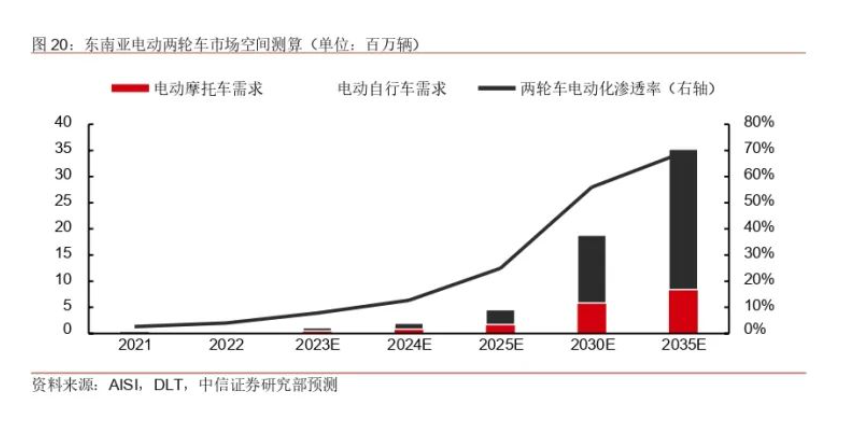 图 20：东南亚电动两轮车市场空间测算（单位：百万辆）
电动摩托车需求 电动自行车需求 两轮车电动化渗透率（右轴）
40 80%
35 70%
30 60%
25 50%
20 40%
15 30%
10 20%
5 10%
0 0%
2021 2022 2023E 2024E 2025E 2030E 2035E
资料来源：AISI，DLT，中信证券研究部预测